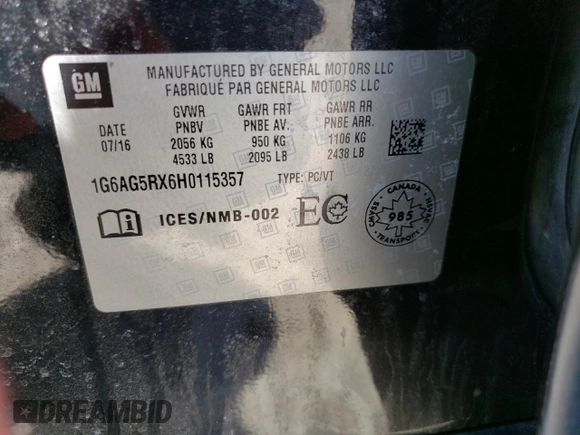 GM
MANUFACTURED BY GENERAL MOTORS LLC
FABRIQUÉ PAR GENERAL MOTORS LLC
GVWR GAWR FRT GAWR RR
DATE PNBV PNBE AV. PNBE ARR.
07/16 2056 KG 950 KG 1106 KG
4533 LB 2095 LB 2438 LB
1G6AG5RX6H0115357 TYPE: PC/VT
ICES/NMB-002 EC
CANADA
CMVSS 985 NSVAC
TRANSPORT
DREAMBID